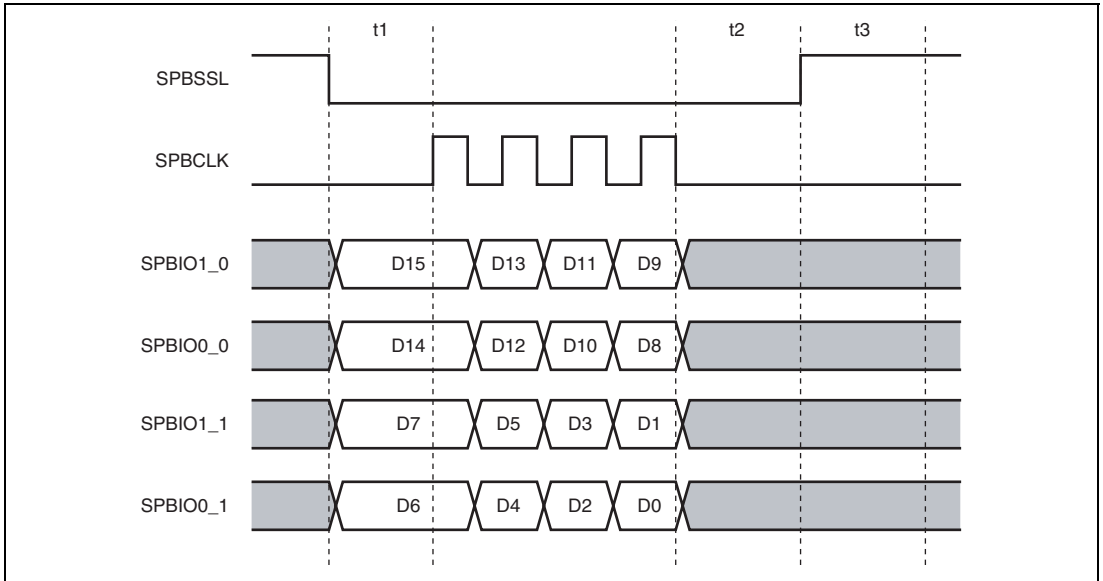 t1 t2 t3
SPBSSL
SPBCLK
SPBIO1_0 D15 D13 D11 D9
SPBIO0_0 D14 D12 D10 D8
SPBIO1_1 D7 D5 D3 D1
SPBIO0_1 D6 D4 D2 D0